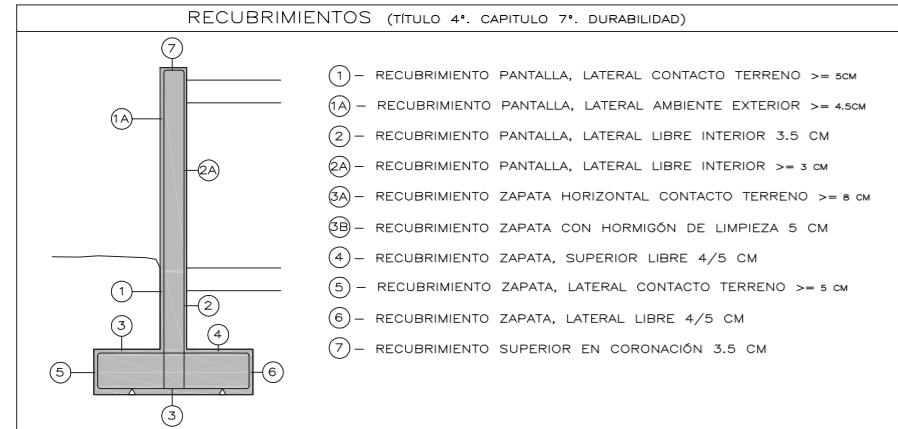 RECUBRIMIENTOS (TÍTULO 4º. CAPITULO 7º. DURABILIDAD)
1 – RECUBRIMIENTO PANTALLA, LATERAL CONTACTO TERRENO >= 5CM
1A – RECUBRIMIENTO PANTALLA, LATERAL AMBIENTE EXTERIOR >= 4.5CM
2 – RECUBRIMIENTO PANTALLA, LATERAL LIBRE INTERIOR 3.5 CM
2A – RECUBRIMIENTO PANTALLA, LATERAL LIBRE INTERIOR >= 3 CM
3A – RECUBRIMIENTO ZAPATA HORIZONTAL CONTACTO TERRENO >= 8 CM
3B – RECUBRIMIENTO ZAPATA CON HORMIGÓN DE LIMPIEZA 5 CM
4 – RECUBRIMIENTO ZAPATA, SUPERIOR LIBRE 4/5 CM
5 – RECUBRIMIENTO ZAPATA, LATERAL CONTACTO TERRENO >= 5 CM
6 – RECUBRIMIENTO ZAPATA, LATERAL LIBRE 4/5 CM
7 – RECUBRIMIENTO SUPERIOR EN CORONACIÓN 3.5 CM
7
1A
2A
1
2
3
4
5
6
3